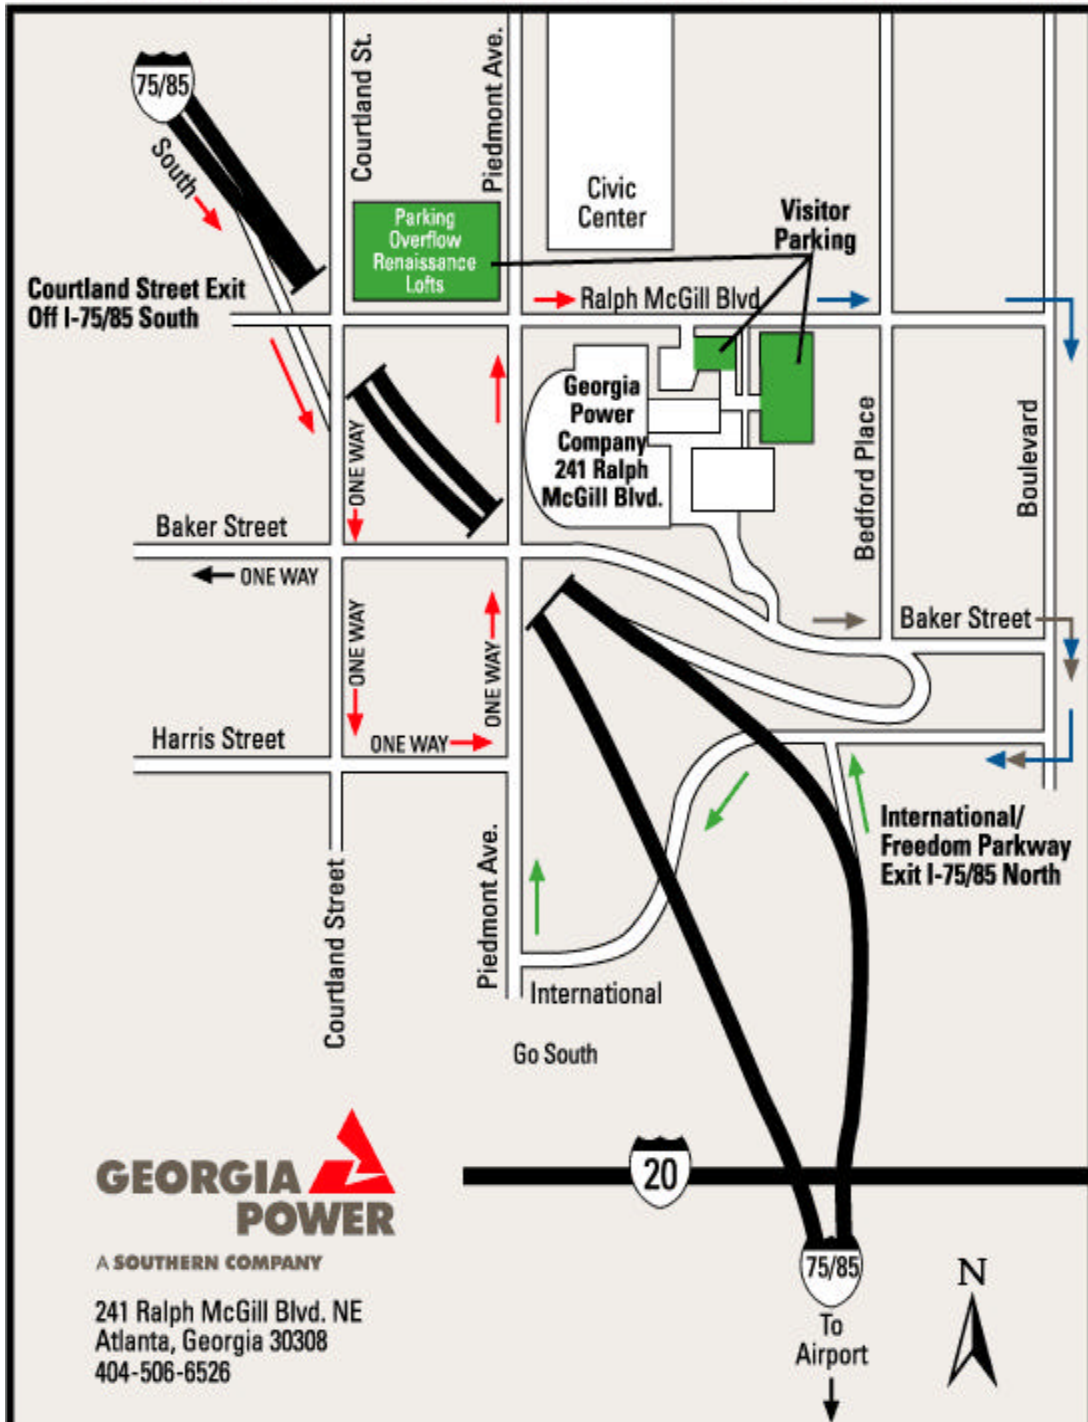 75/85
South
Courtland St.
Piedmont Ave.
Civic
Center
Visitor
Parking
Parking
Overflow
Renaissance
Lofts
Courtland Street Exit
Off I-75/85 South
Ralph McGill Blvd
Georgia
Power
Company
241 Ralph
McGill Blvd.
Bedford Place
Boulevard
ONE WAY
Baker Street
ONE WAY
ONE WAY
ONE WAY
Baker Street
Harris Street
ONE WAY
International/
Freedom Parkway
Exit I-75/85 North
Courtland Street
Piedmont Ave.
International
Go South
20
GEORGIA
POWER
A SOUTHERN COMPANY
75/85
To
Airport
N
241 Ralph McGill Blvd. NE
Atlanta, Georgia 30308
404-506-6526